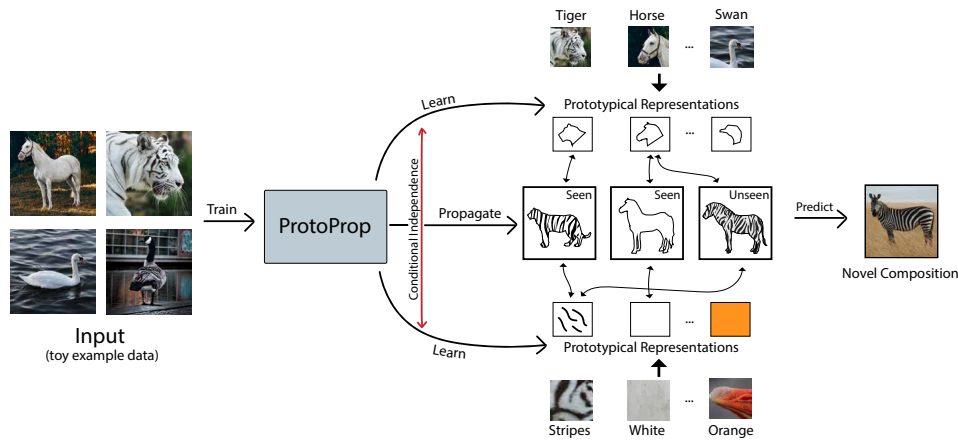 Tiger Horse Swan
...
Learn
Prototypical Representations
...
Conditional Independence
Seen Seen Unseen
Train
ProtoProp
Propagate
Predict
Novel Composition
Input
(toy example data)
...
Learn
Prototypical Representations
...
Stripes White Orange